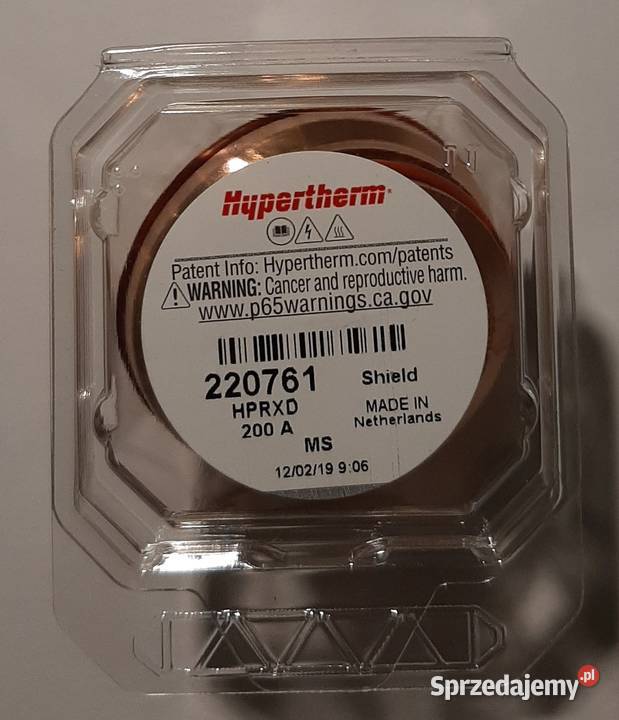 Hypertherm®
Patent Info: Hypertherm.com/patents
WARNING: Cancer and reproductive harm.
www.p65warnings.ca.gov
220761 Shield
HPRXD MADE IN
200 A Netherlands
MS
12/02/19 9:06
Sprzedajemy.pl